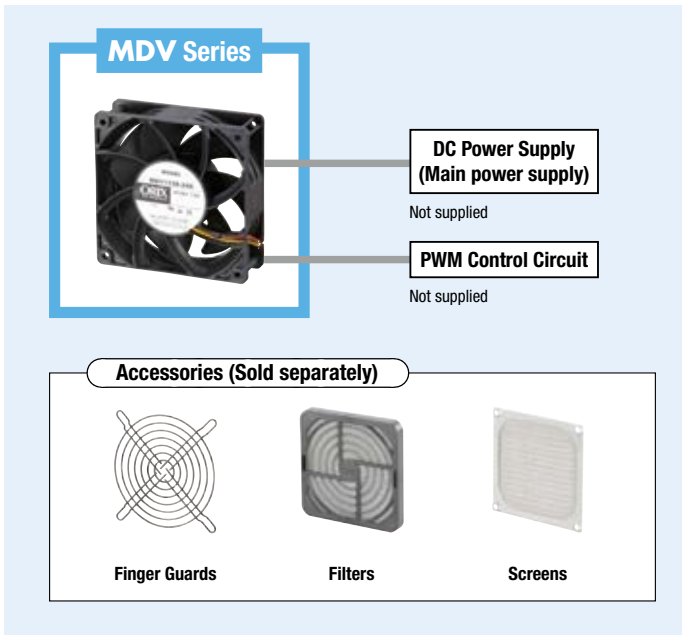 MDV Series
ORIX
DC Power Supply
(Main power supply)
Not supplied
PWM Control Circuit
Not supplied
Accessories (Sold separately)
Finger Guards
Filters
Screens